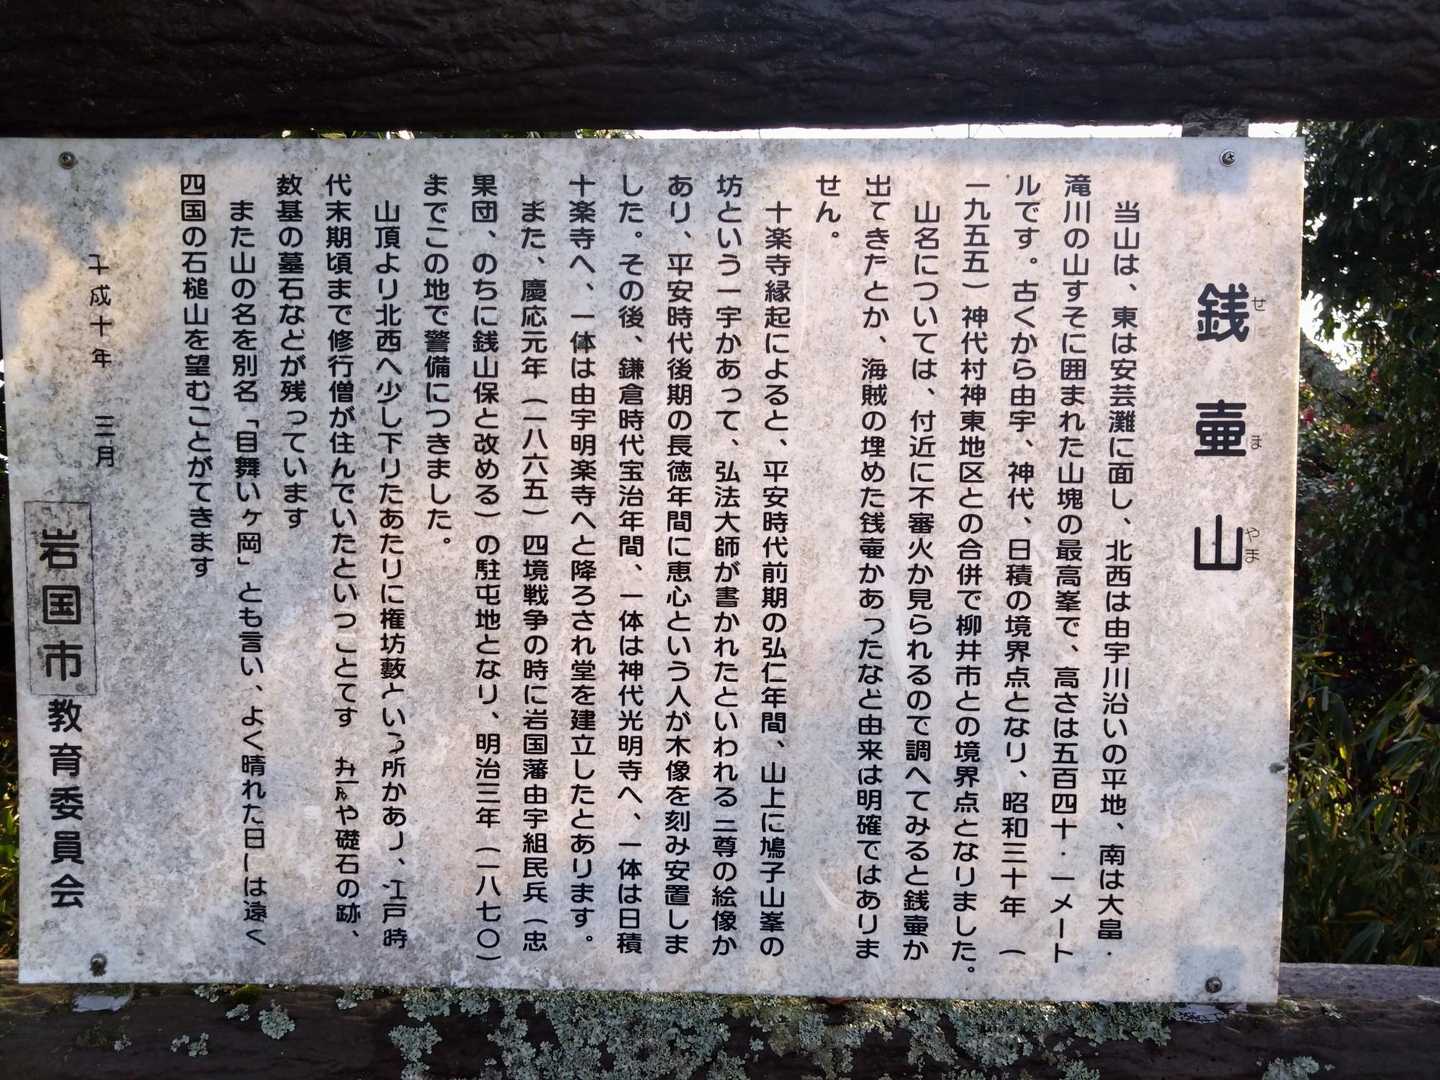 銭壷山
せ
ま
やま
当山は、東は安芸灘に面し、北西は由宇川沿いの平地、南は大畠・
滝川の山すそに囲まれた山塊の最高峯で、高さは五百四十・一メート
ルです。古くから由宇、神代、日積の境界点となり、昭和三十年(
一九五五)神代村神東地区との合併で柳井市との境界点となりました。
山名については、付近に不審火か見られるので調へてみると銭壷か
出てきたとか、海賊の埋めた銭壷かあったなと由来は明確ではありま
せん。
十楽寺縁起によると、平安時代前期の弘仁年間、山上に鳩子山峯の
坊という一宇かあって、弘法大師が書かれたといわれる三尊の絵像か
あり、平安時代後期の長徳年間に恵心という人が木像を刻み安置しま
した。その後、鎌倉時代宝治年間、一体は神代光明寺へ、一体は日積
十楽寺へ、一体は由宇明楽寺へと降ろされ堂を建立したとあります。
また、慶応元年(一八六五)四境戦争の時に岩国藩由宇組民兵(忠
果団、のちに銭山保と改める)の駐屯地となり、明治三年(一八七〇)
までこの地で警備につきました。
山頂より北西へ少し下りたあたりに権坊藪という所かあり、江戸時
代末期頃まで修行僧が住んでいたといっことてす 井戸や礎石の跡、
数基の墓石などが残っています
また山の名を別名「目舞いヶ岡」とも言い、よく晴れた日には遠く
四国の石槌山を望むことがてきます
平成十年 三月
岩国市教育委員会